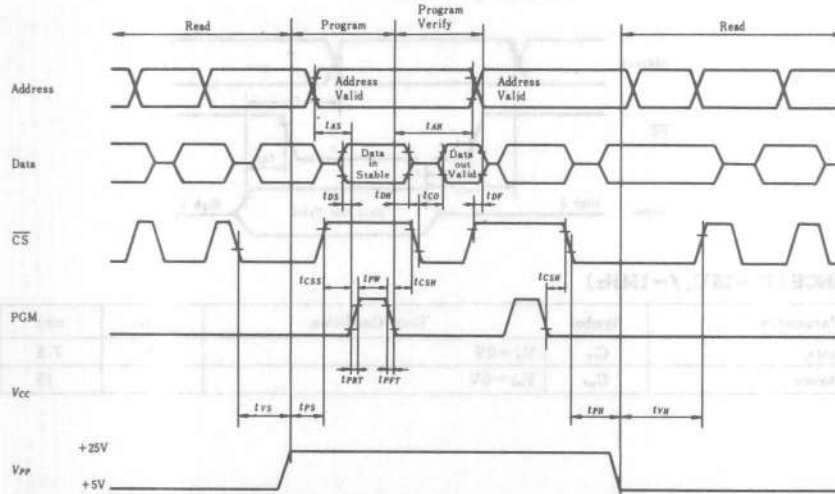 Read Program Program Verify Read
Address Address Valid Address Valid
tAS tAH
Data Data in Stable Data out Valid
tDS tDH tCO tDF
CS
tCSS tPW tCSH tCSH
PGM
tPRT tPFT
VCC
tVS tPS tPH tVH
+25V
VPP
+5V